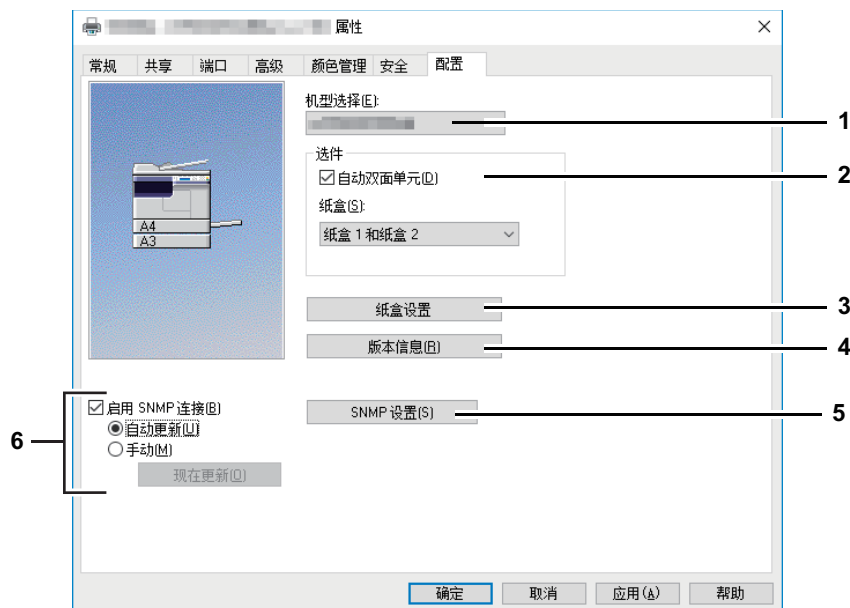 属性
常规 共享 端口 高级 颜色管理 安全 配置
机型选择(E):
1
选件
2
自动双面单元(D)
纸盒(S):
纸盒 1 和纸盒 2
A4
A3
纸盒设置
3
版本信息(R)
4
启用 SNMP 连接(B)
SNMP 设置(S)
5
自动更新(U)
6
手动(M)
现在更新(O)
确定 取消 应用(A) 帮助